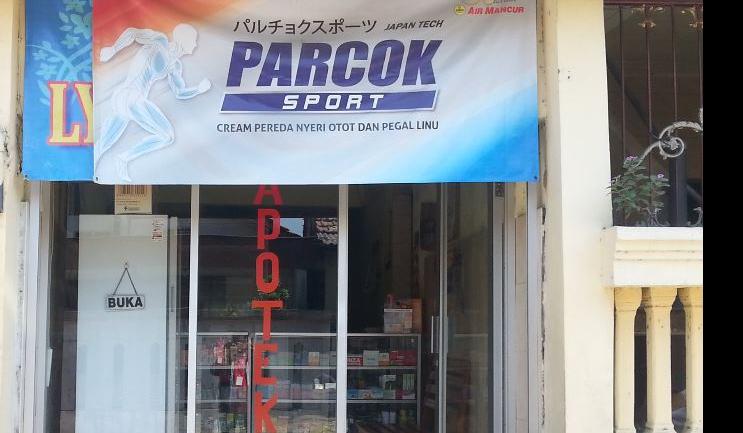 パルチョクスポーツ JAPAN TECH
AIR MANCUR
PARCOK
SPORT
CREAM PEREDA NYERI OTOT DAN PEGAL LINU
LY
BUKA
APOTEK